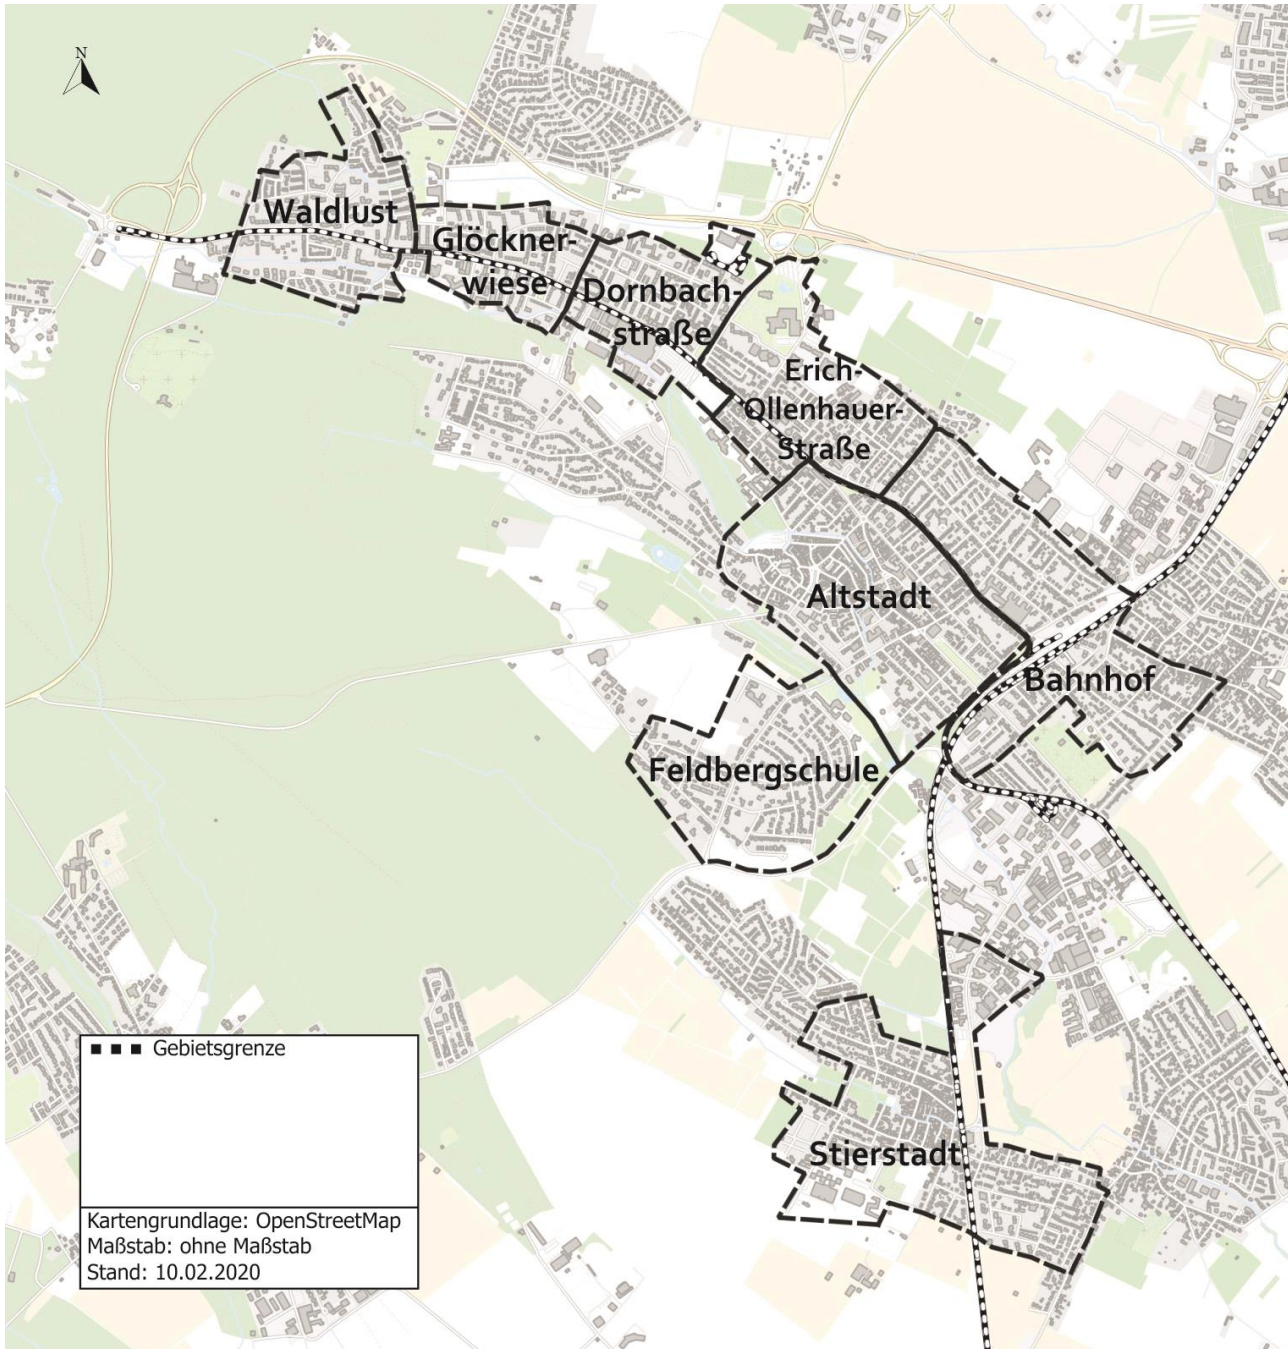 N
Waldlust
Glöckner-
wiese
Dornbach-
straße
Erich-
Ollenhauer-
Straße
Altstadt
Bahnhof
Feldbergschule
Stierstadt
Gebietsgrenze
Kartengrundlage: OpenStreetMap
Maßstab: ohne Maßstab
Stand: 10.02.2020